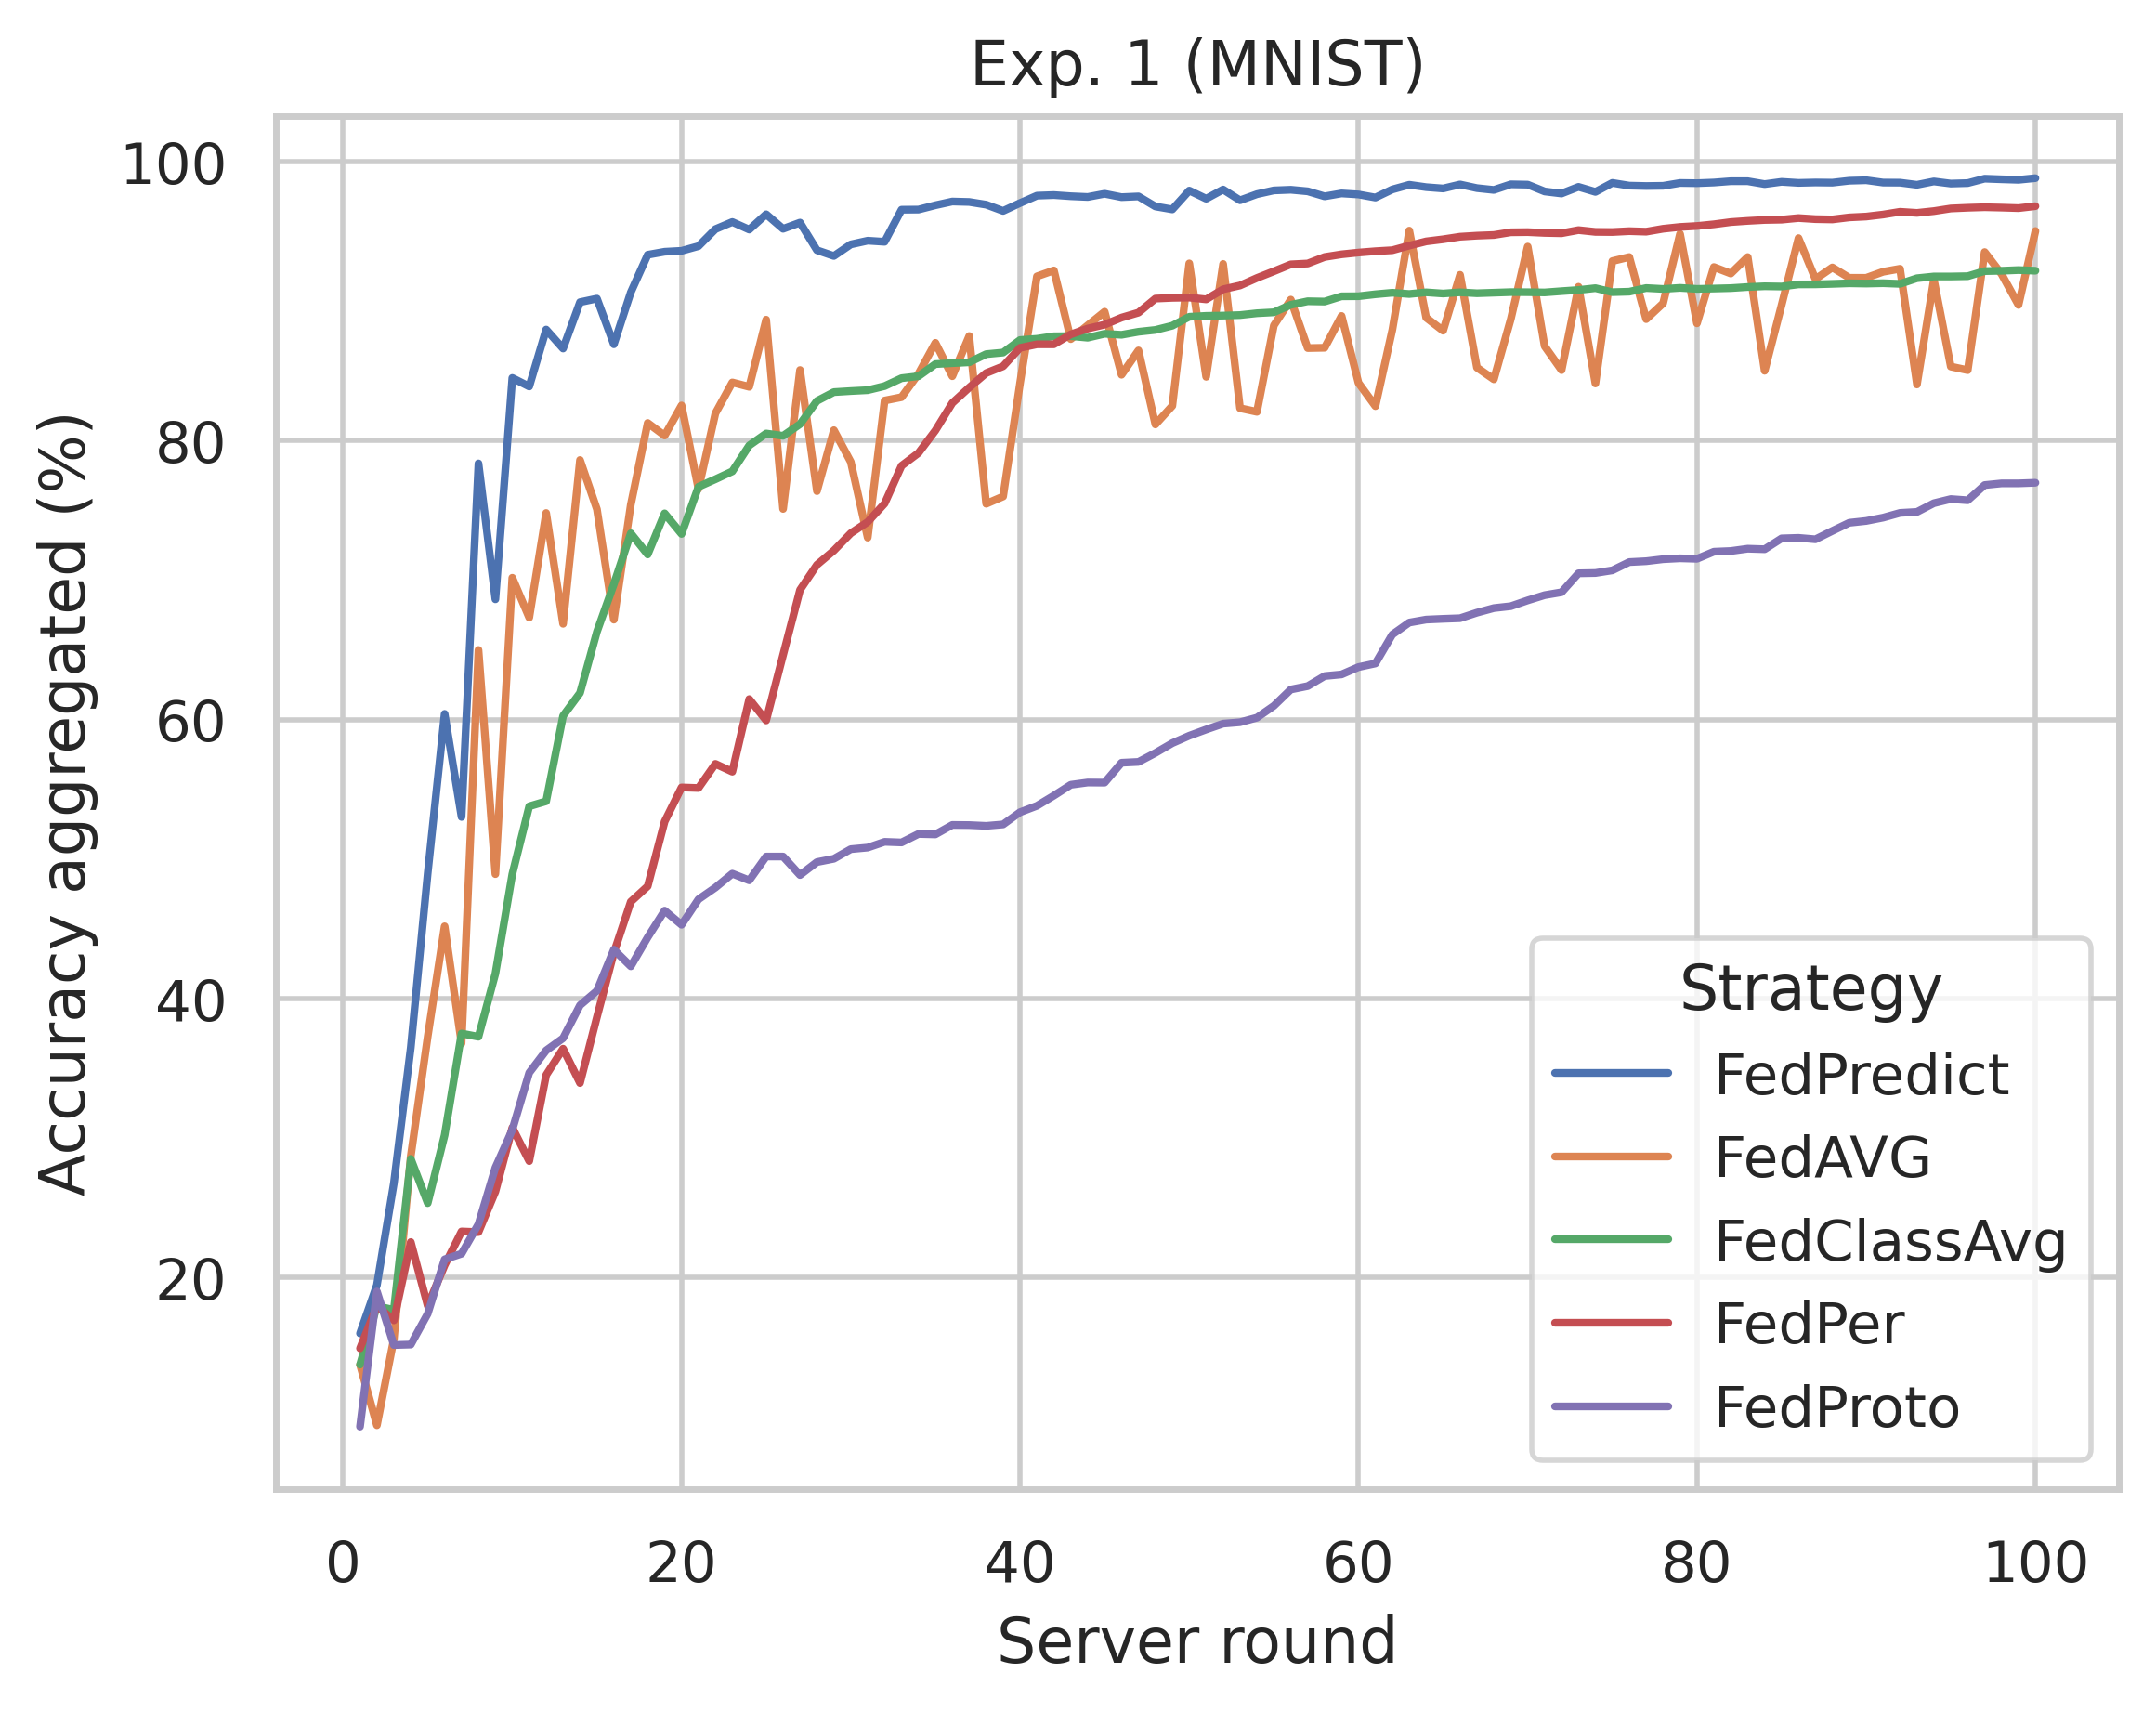 Exp. 1 (MNIST)
Accuracy aggregated (%)
100
80
60
40
20
0
20
40
60
80
100
Server round
Strategy
FedPredict
FedAVG
FedClassAvg
FedPer
FedProto